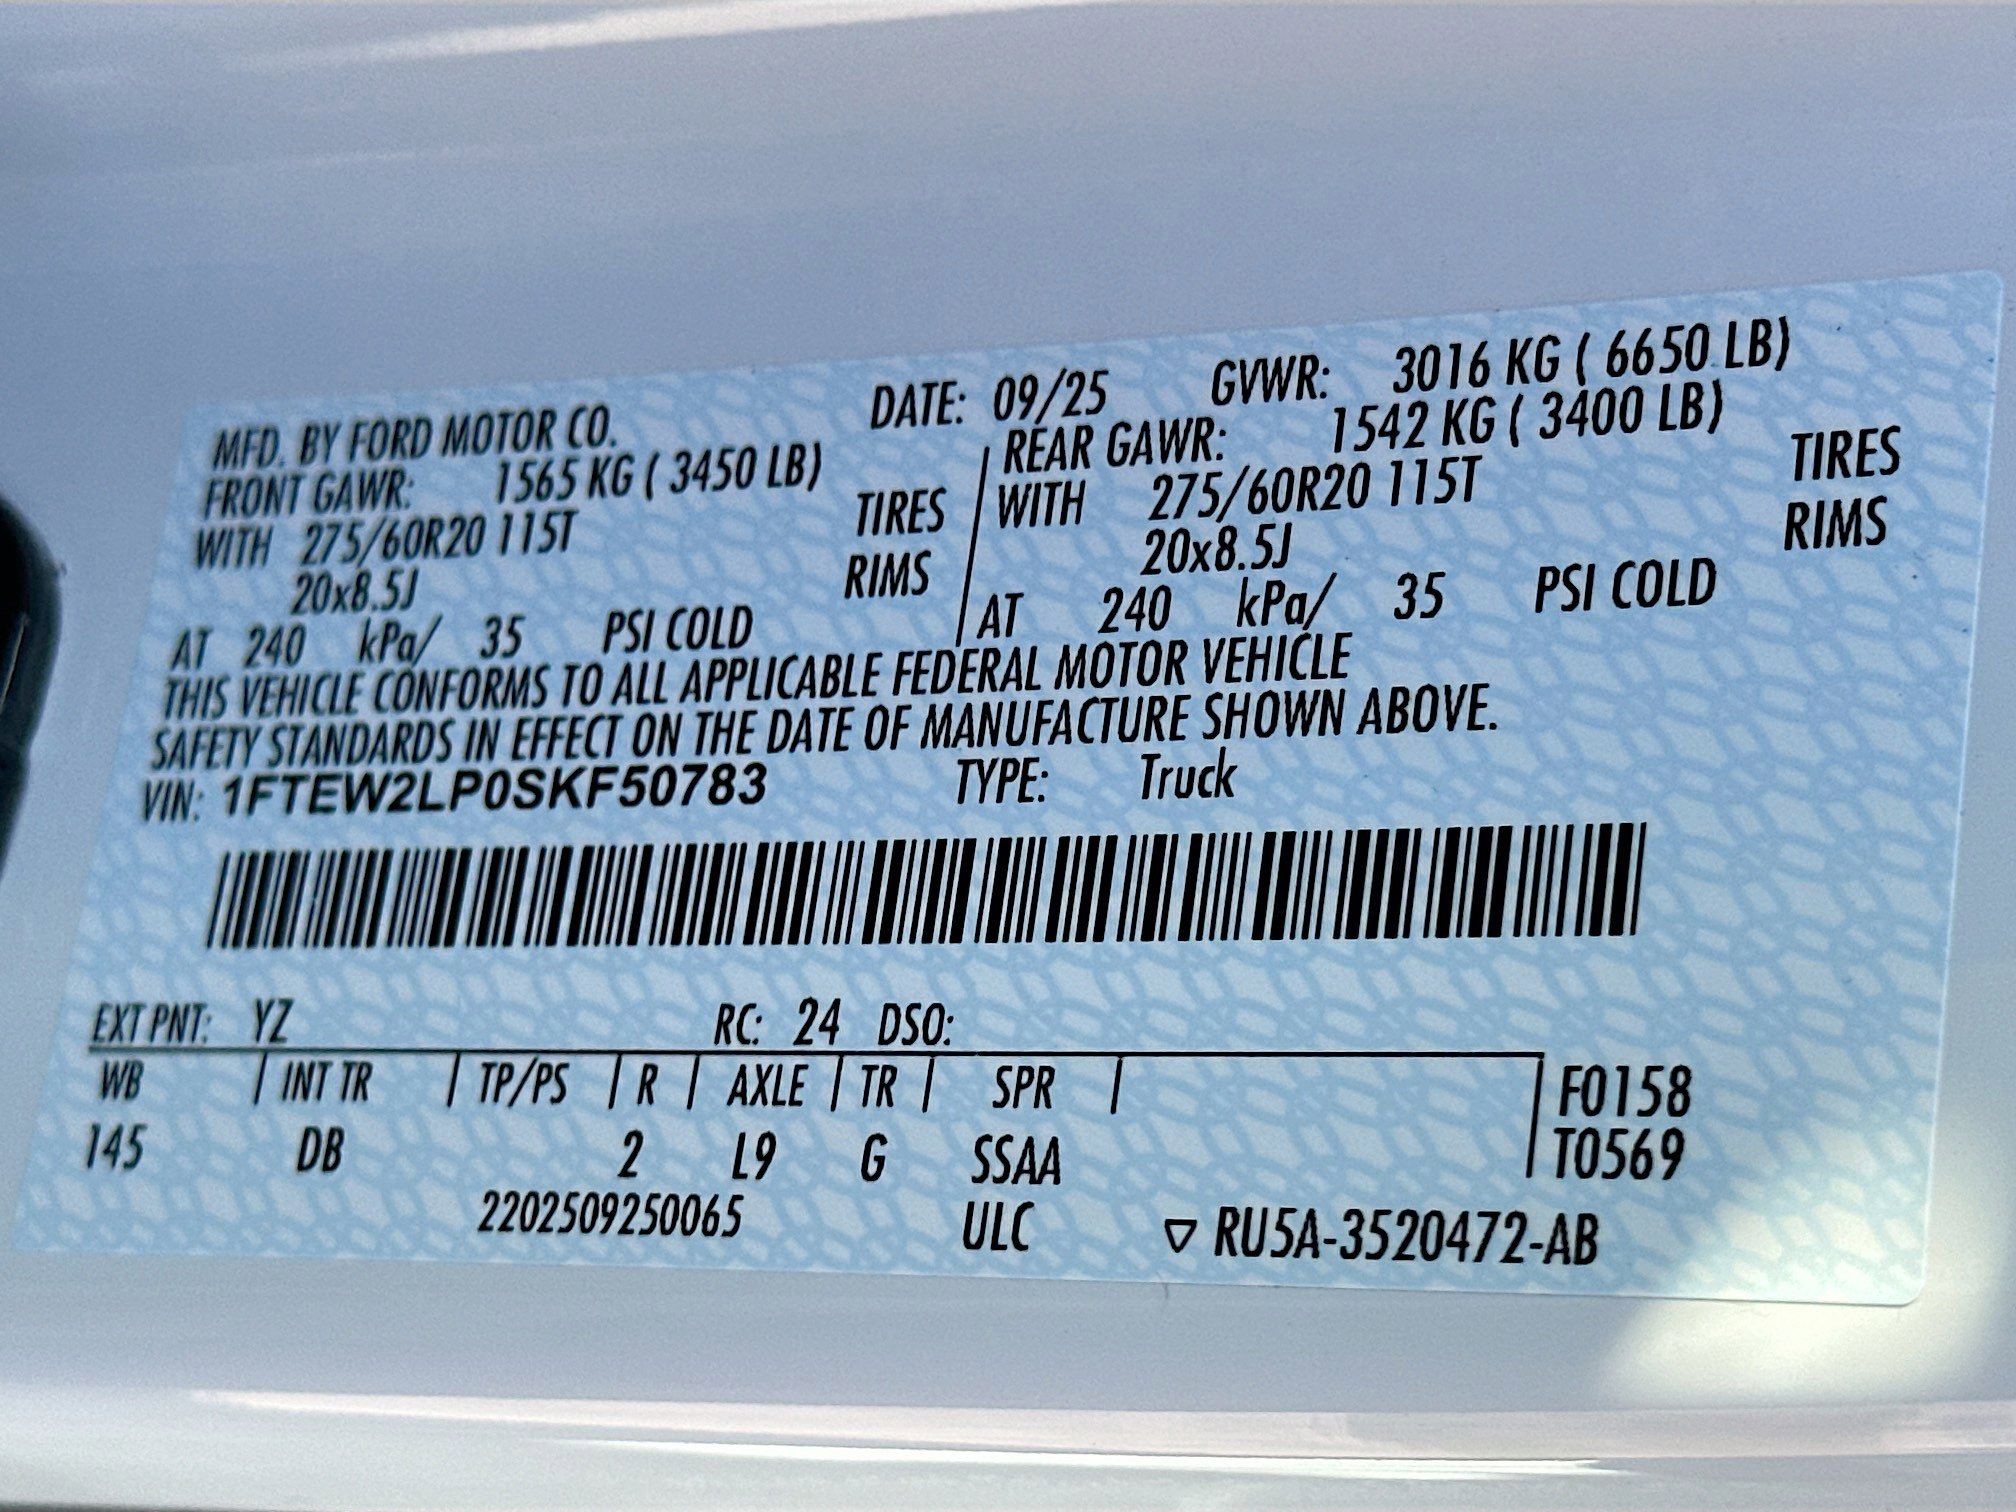 MFD. BY FORD MOTOR CO. DATE: 09/25 GVWR: 3016 KG ( 6650 LB)
FRONT GAWR: 1565 KG ( 3450 LB) REAR GAWR: 1542 KG ( 3400 LB)
WITH 275/60R20 115T TIRES WITH 275/60R20 115T TIRES
20x8.5J RIMS 20x8.5J RIMS
AT 240 kPa/ 35 PSI COLD AT 240 kPa/ 35 PSI COLD
THIS VEHICLE CONFORMS TO ALL APPLICABLE FEDERAL MOTOR VEHICLE
SAFETY STANDARDS IN EFFECT ON THE DATE OF MANUFACTURE SHOWN ABOVE.
VIN: 1FTEW2LP0SKF50783 TYPE: Truck
EXT PNT: YZ RC: 24 DSO:
WB INT TR TP/PS R AXLE TR SPR F0158
145 DB 2 L9 G SSAA T0569
2202509250065 ULC ▽ RU5A-3520472-AB